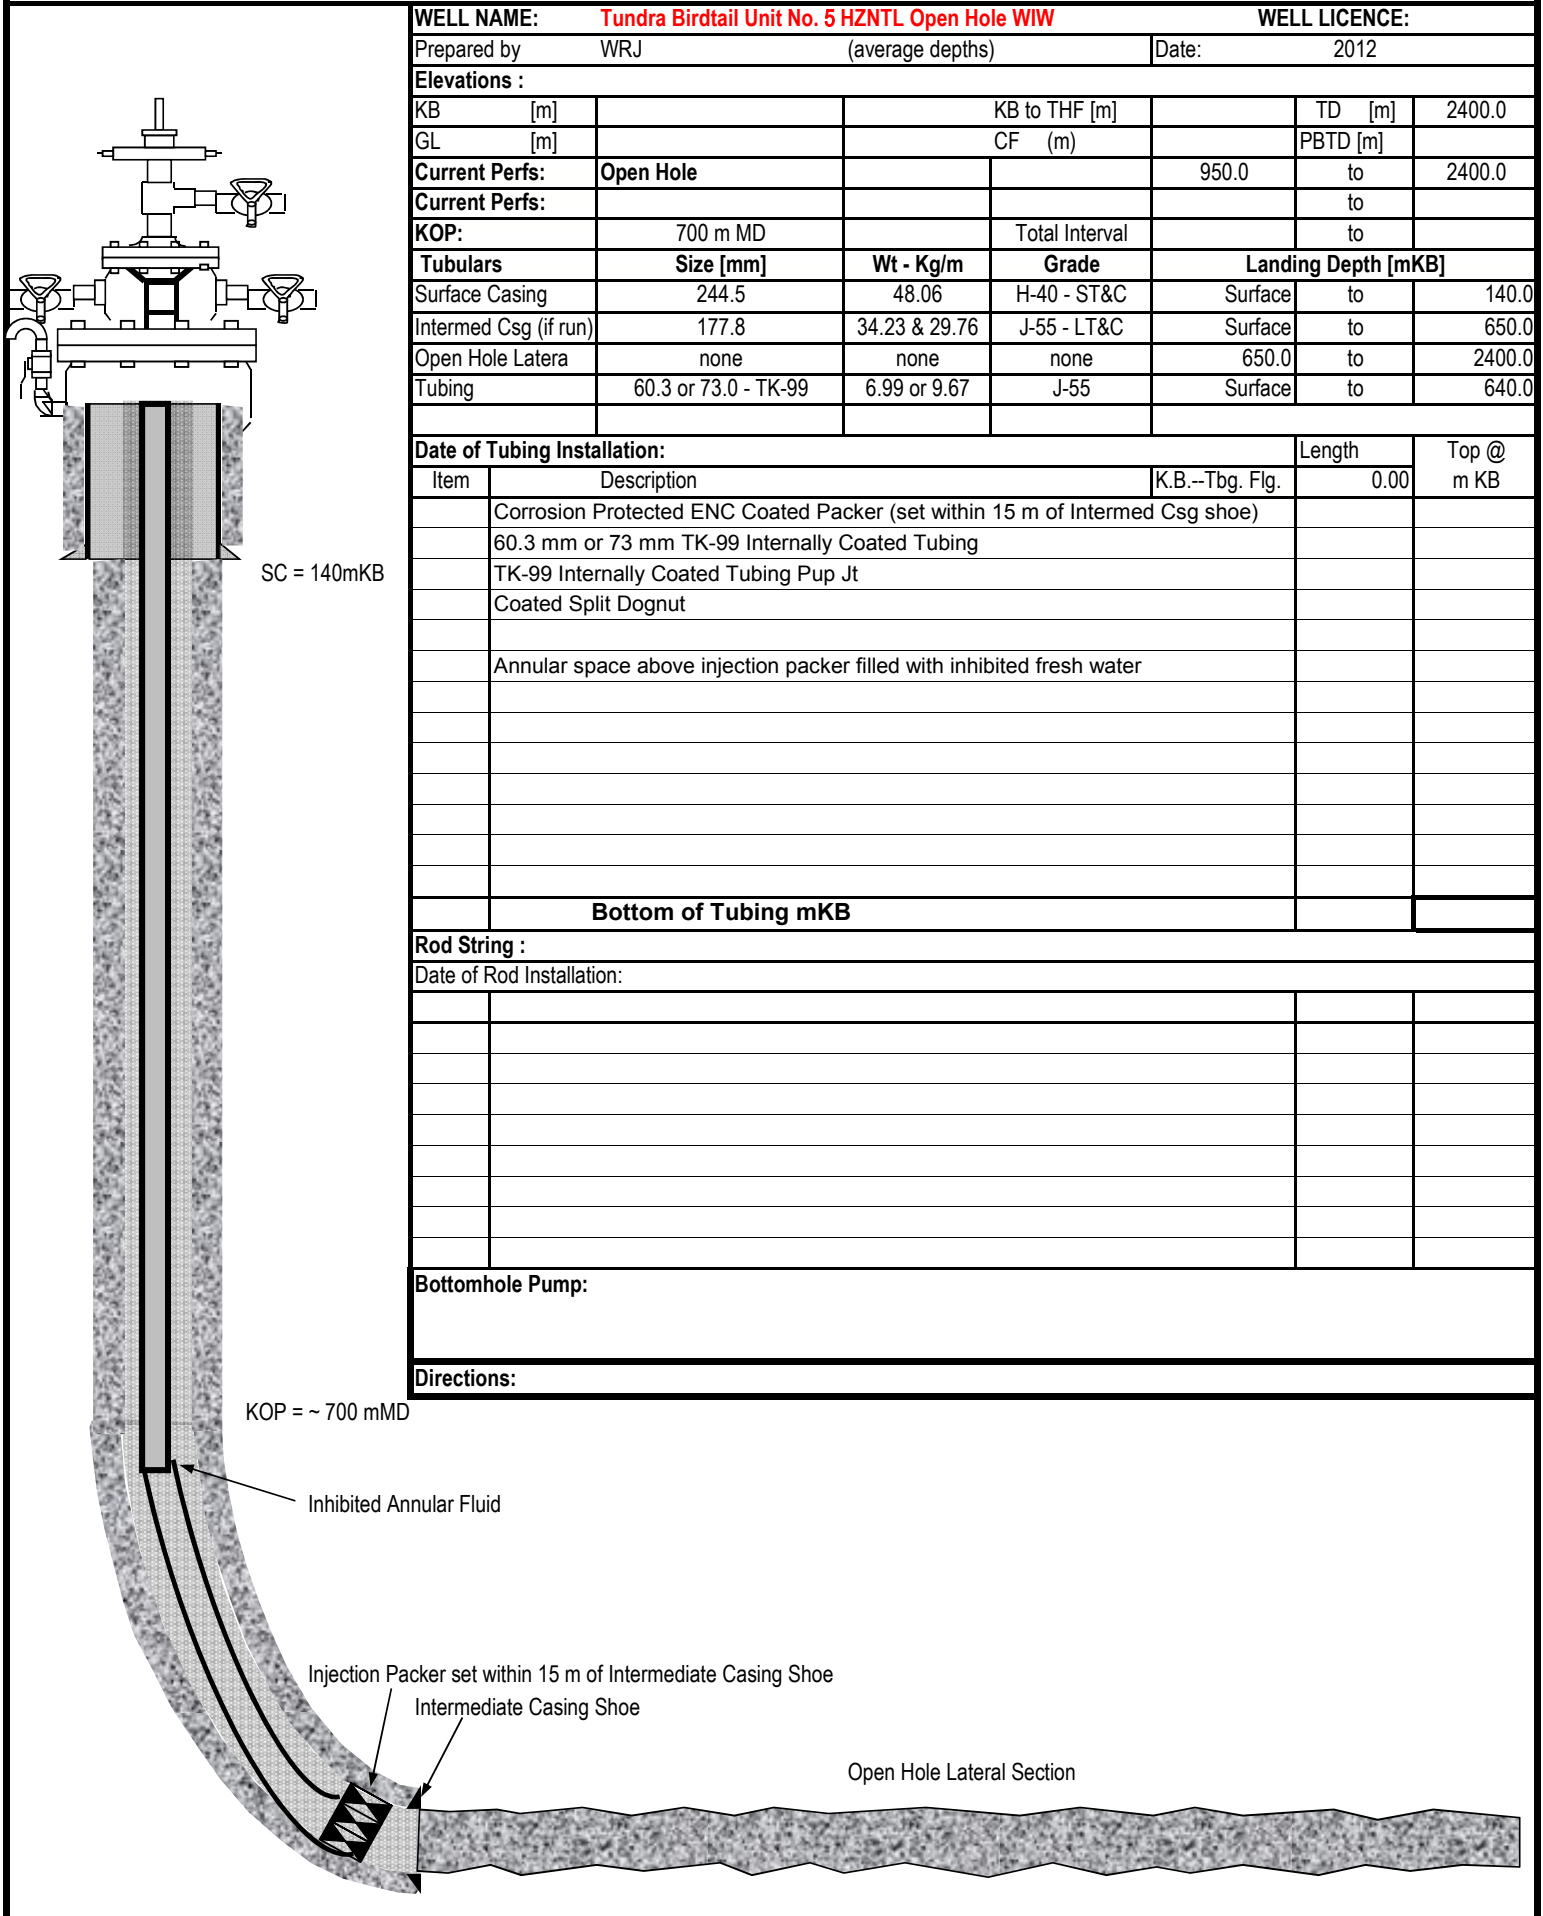 WELL NAME: Tundra Birdtail Unit No. 5 HZNTL Open Hole WIW WELL LICENCE:
Prepared by WRJ (average depths) Date: 2012
Elevations :
KB [m] KB to THF [m] TD [m] 2400.0
GL [m] CF (m) PBTD [m]
Current Perfs: Open Hole 950.0 to 2400.0
Current Perfs: to
KOP: 700 m MD Total Interval to
Tubulars Size [mm] Wt - Kg/m Grade Landing Depth [mKB]
Surface Casing 244.5 48.06 H-40 - ST&C Surface to 140.0
Intermed Csg (if run) 177.8 34.23 & 29.76 J-55 - LT&C Surface to 650.0
Open Hole Latera none none none 650.0 to 2400.0
Tubing 60.3 or 73.0 - TK-99 6.99 or 9.67 J-55 Surface to 640.0
Date of Tubing Installation: Length Top @
Item Description K.B.--Tbg. Flg. 0.00 m KB
Corrosion Protected ENC Coated Packer (set within 15 m of Intermed Csg shoe)
60.3 mm or 73 mm TK-99 Internally Coated Tubing
SC = 140mKB
TK-99 Internally Coated Tubing Pup Jt
Coated Split Dognut
Annular space above injection packer filled with inhibited fresh water
Bottom of Tubing mKB
Rod String :
Date of Rod Installation:
Bottomhole Pump:
Directions:
KOP = ~ 700 mMD
Inhibited Annular Fluid
Injection Packer set within 15 m of Intermediate Casing Shoe
Intermediate Casing Shoe
Open Hole Lateral Section